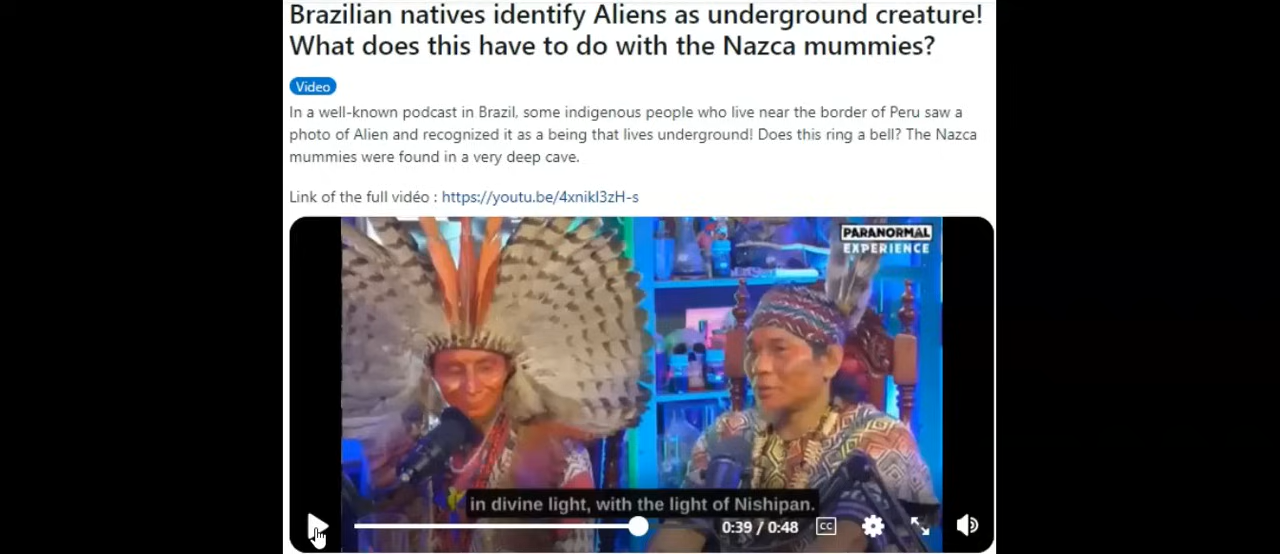 Brazilian natives identify Aliens as underground creature!
What does this have to do with the Nazca mummies?
Video
In a well-known podcast in Brazil, some indigenous people who live near the border of Peru saw a
photo of Alien and recognized it as a being that lives underground! Does this ring a bell? The Nazca
mummies were found in a very deep cave.
Link of the full vidéo : https://youtu.be/4xnikI3zH-s
PARANORMAL
EXPERIENCE
in divine light, with the light of Nishipan.
0:39 / 0:48
CC